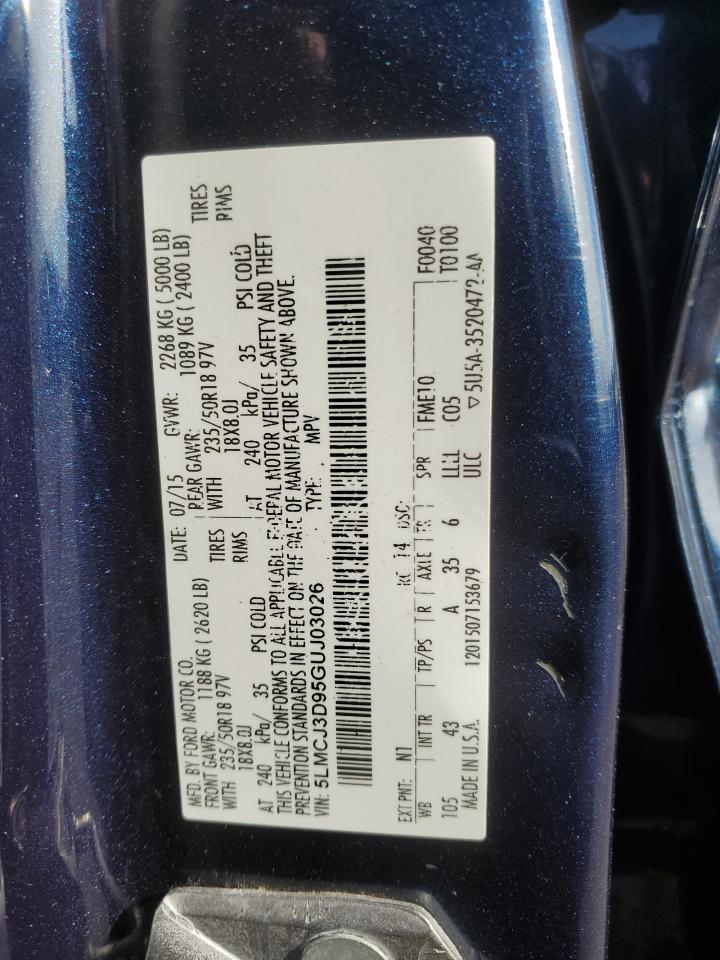 MFD. BY FORD MOTOR CO. DATE: 07/15 GVWR: 2268 KG ( 5000 LB)
FRONT GAWR: 1188 KG ( 2620 LB) REAR GAWR: 1089 KG ( 2400 LB)
WITH 235/50R18 97V TIRES WITH 235/50R18 97V TIRES
18X8.0J RIMS 18X8.0J RIMS
AT 240 kPa/ 35 PSI COLD AT 240 kPa/ 35 PSI COLD
THIS VEHICLE CONFORMS TO ALL APPLICABLE FEDERAL MOTOR VEHICLE SAFETY AND THEFT
PREVENTION STANDARDS IN EFFECT ON THE DATE OF MANUFACTURE SHOWN ABOVE.
VIN: 5LMCJ3D95GUJ03026 TYPE: MPV
EXT PNT: N1 RC: 14 DSO: F0040
WB INT TR TP/PS R AXLE TR SPR FME10 T0100
105 43 A 35 6 LLLL C05
ULC
MADE IN U.S.A. 1201507153679 ▽5U5A-3520472-AA